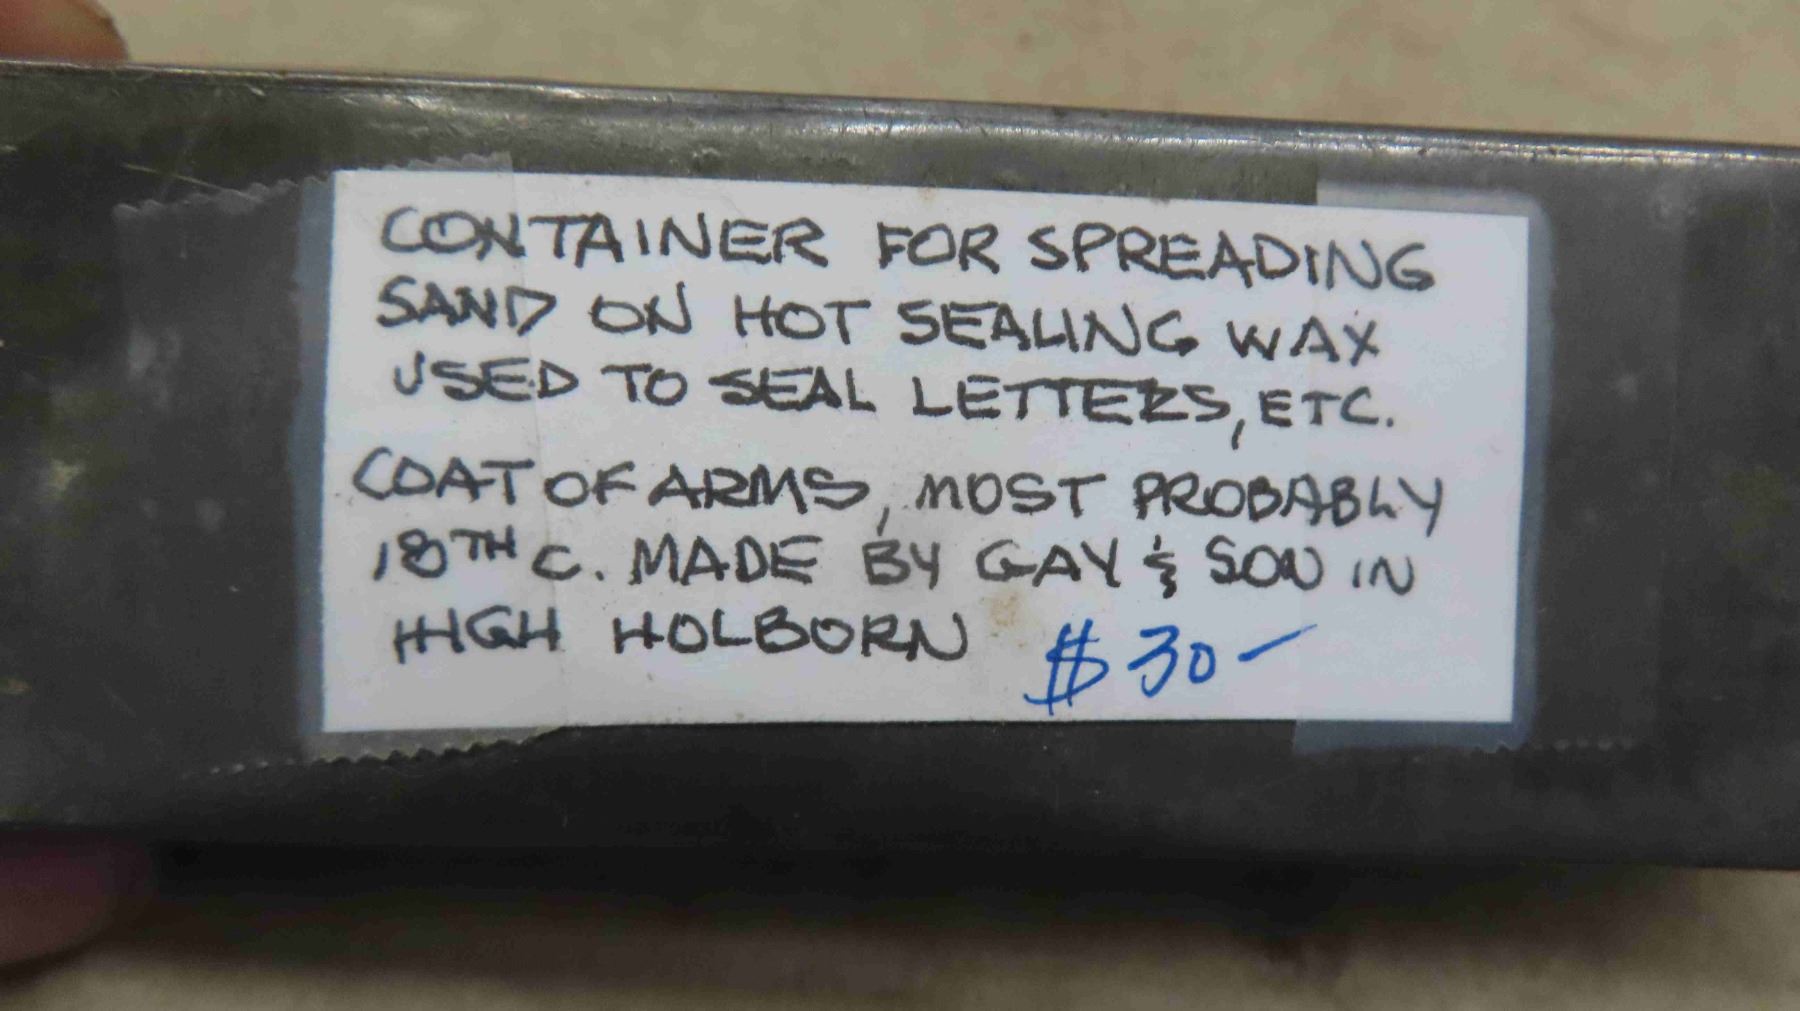 CONTAINER FOR SPREADING
SAND ON HOT SEALING WAX
USED TO SEAL LETTERS, ETC.
COAT OF ARMS, MOST PROBABLY
18TH C. MADE BY GAY & SON IN
HIGH HOLBORN $30-